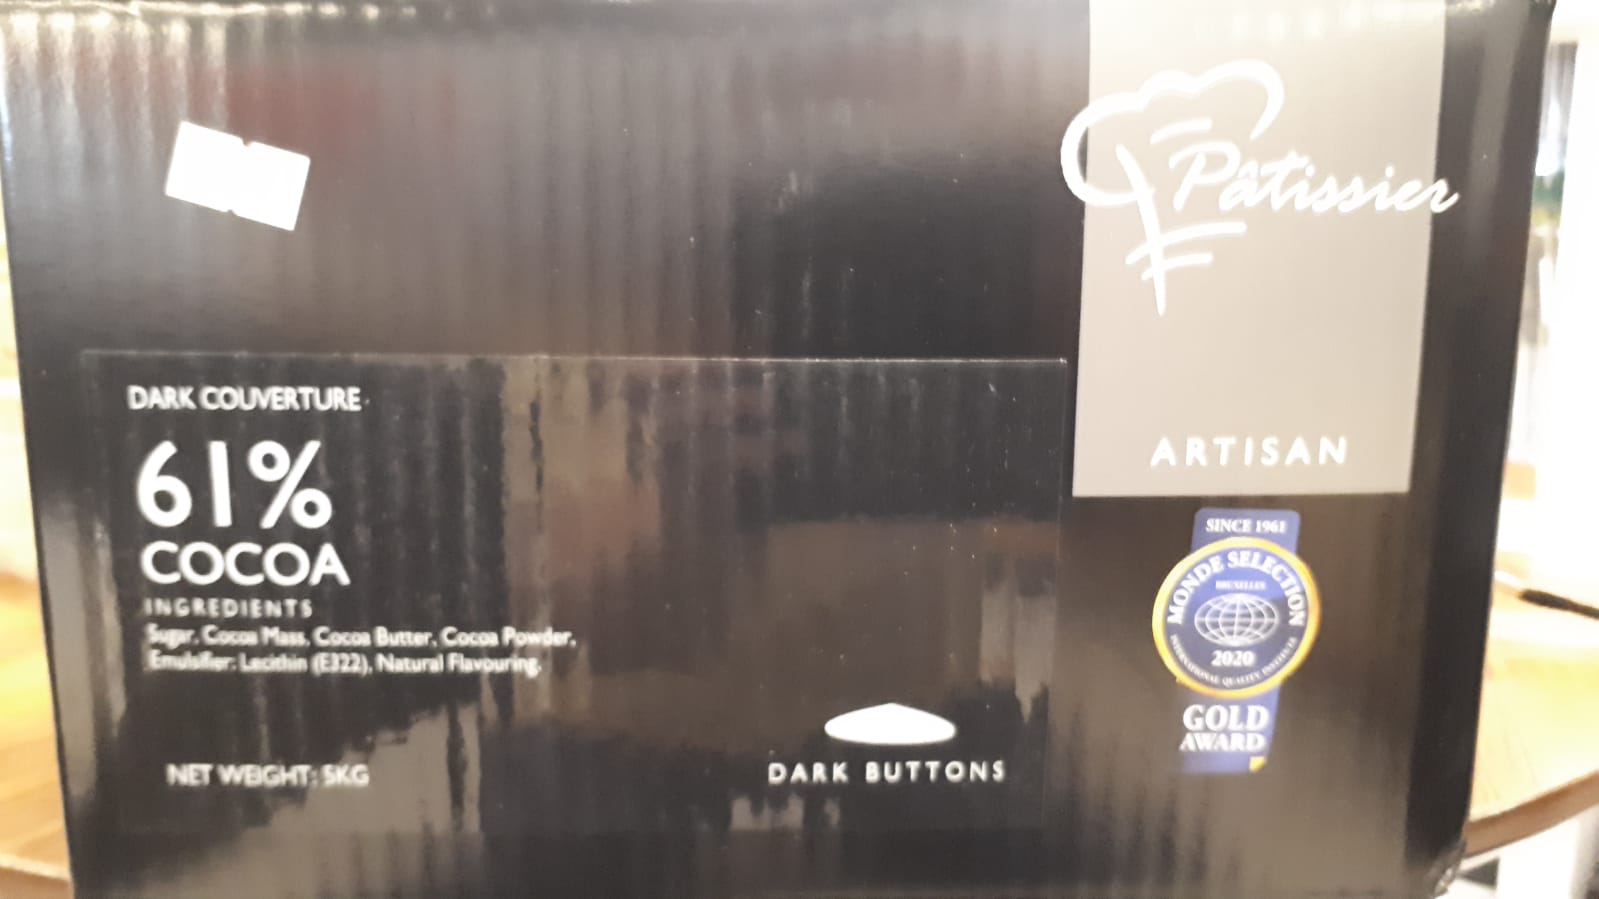 Pâtissier
ARTISAN
DARK COUVERTURE
61%
COCOA
INGREDIENTS
Sugar, Cocoa Mass, Cocoa Butter, Cocoa Powder,
Emulsifier: Lecithin (E322), Natural Flavouring.
NET WEIGHT: 5KG
DARK BUTTONS
SINCE 1961
MONDE SELECTION
BRUXELLES
2020
INTERNATIONAL QUALITY
GOLD
AWARD